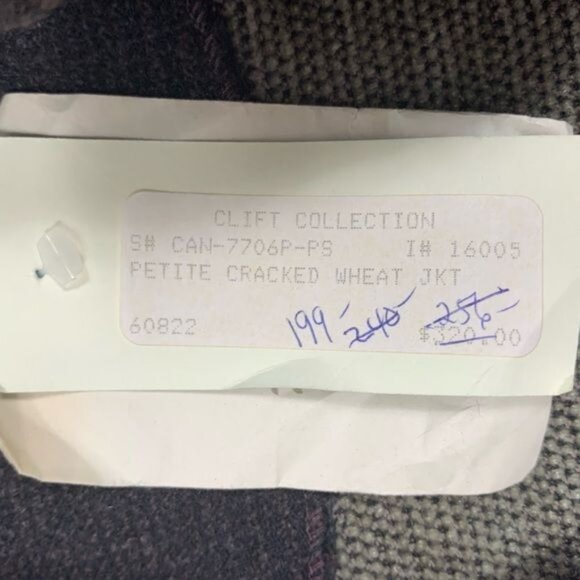 CLIFT COLLECTION
S# CAN-7706P-PS I# 16005
PETITE CRACKED WHEAT JKT
256-
60822 199- 240- $320.00